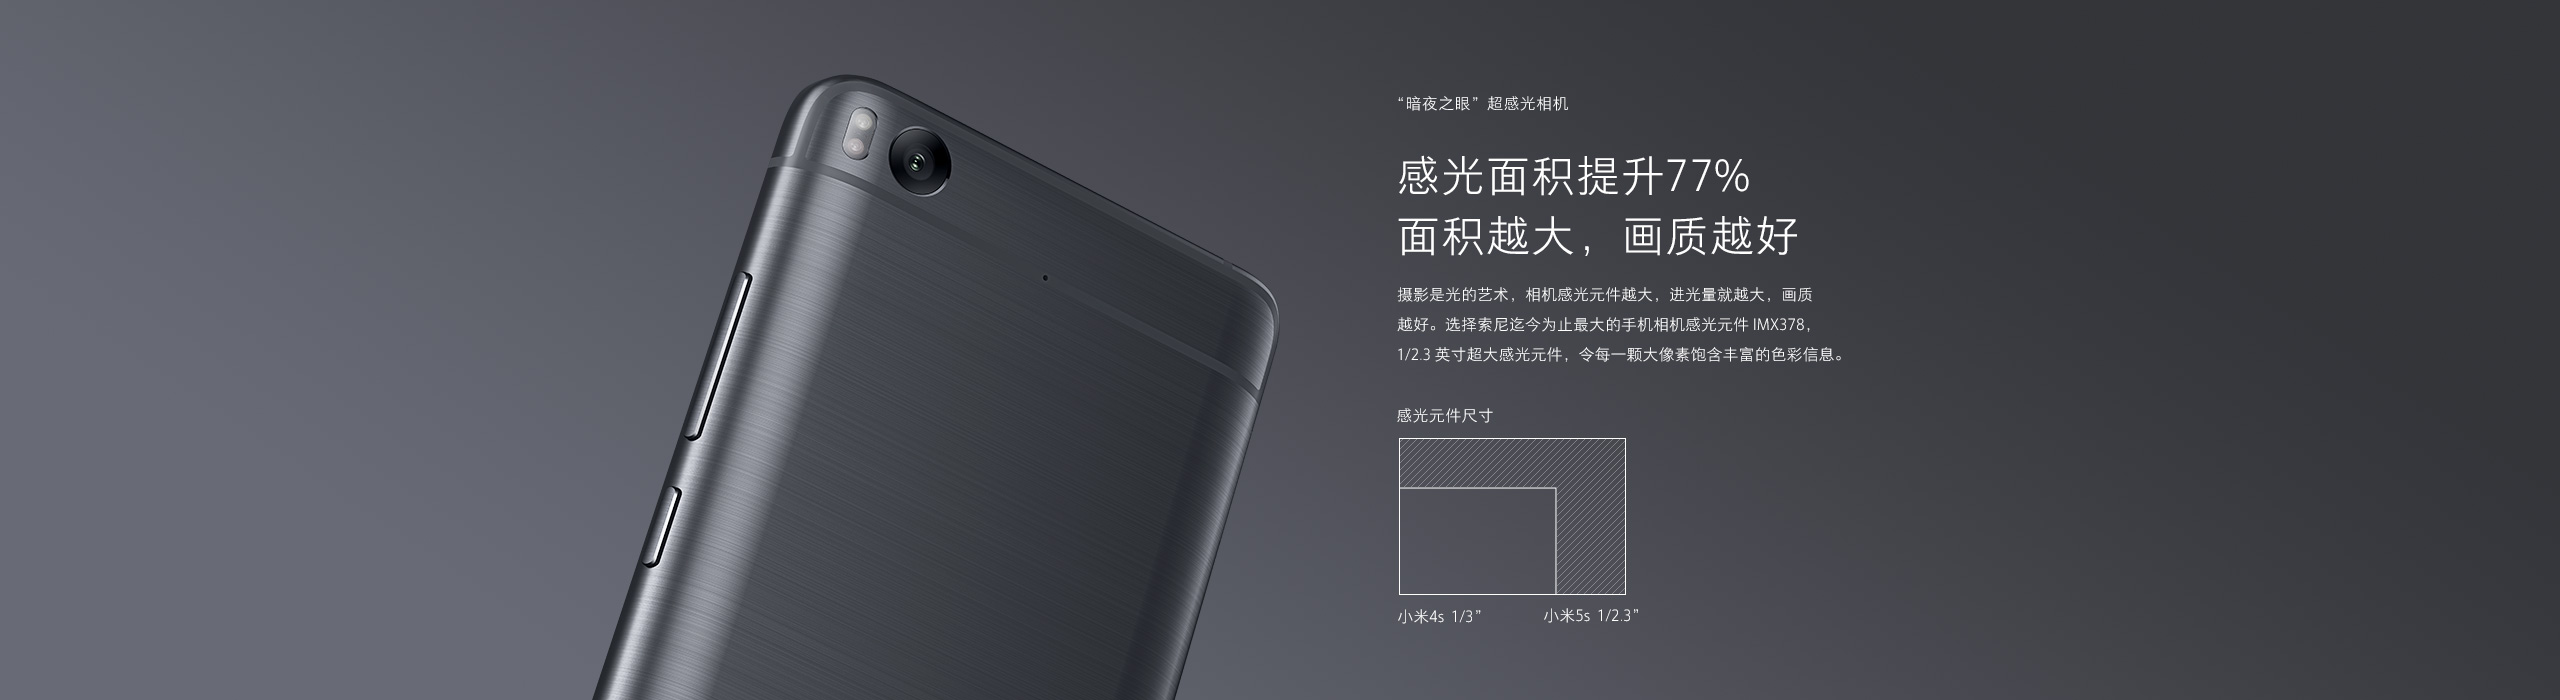 “暗夜之眼”超感光相机
感光面积提升77%
面积越大，画质越好
摄影是光的艺术，相机感光元件越大，进光量就越大，画质
越好。选择索尼迄今为止最大的手机相机感光元件 IMX378，
1/2.3 英寸超大感光元件，令每一颗大像素饱含丰富的色彩信息。
感光元件尺寸
小米4s 1/3”
小米5s 1/2.3”